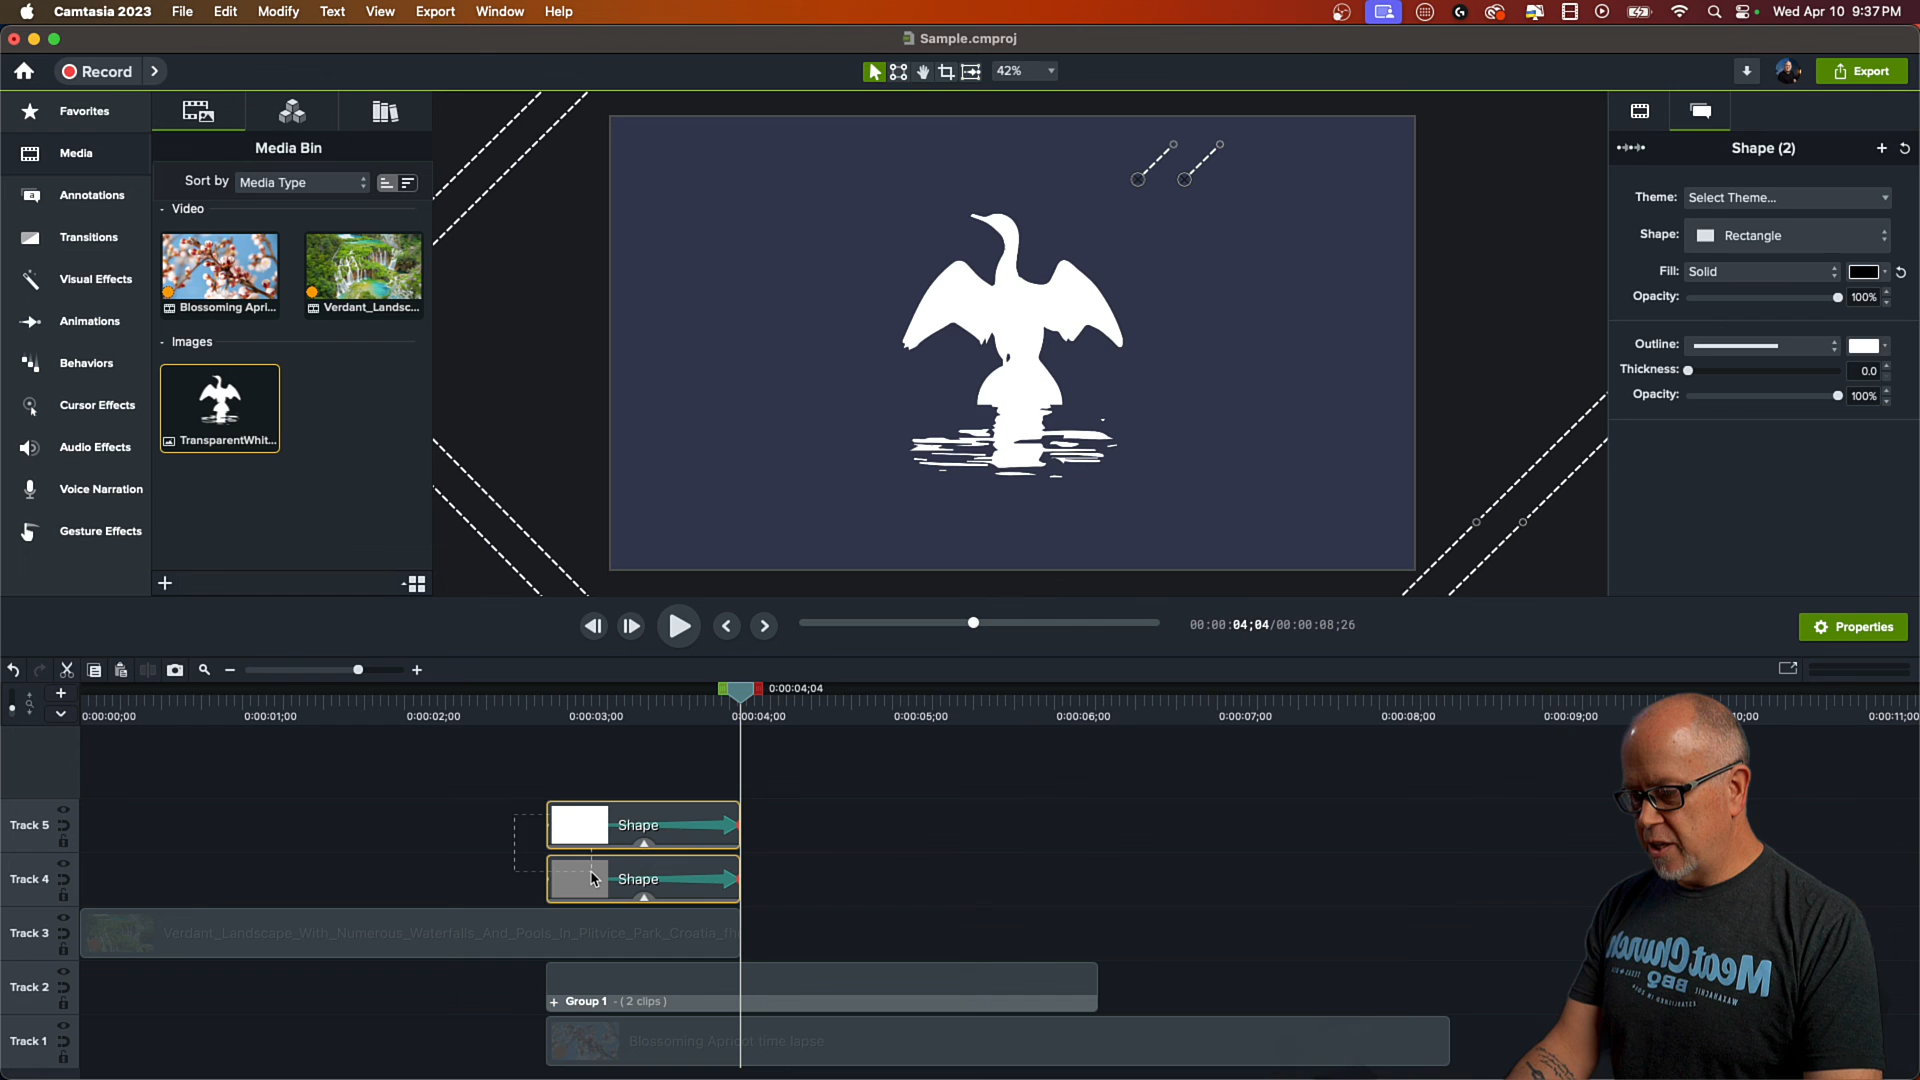 Camtasia 2023 File Edit Modify Text View Export Window Help Wed Apr 10 9:37 PM
Sample.cmproj
Record 42% Export
Favorites
Media
Annotations
Transitions
Visual Effects
Animations
Behaviors
Cursor Effects
Audio Effects
Voice Narration
Gesture Effects
Media Bin
Sort by Media Type
- Video
Blossoming Apri... Verdant_Landsc...
- Images
TransparentWhit...
Shape (2)
Theme: Select Theme...
Shape: Rectangle
Fill: Solid
Opacity: 100%
Outline:
Thickness: 0.0
Opacity: 100%
00:00:04;04/00:00:08;26
Properties
0:00:04;04
0:00:00;00 0:00:01;00 0:00:02;00 0:00:03;00 0:00:04;00 0:00:05;00 0:00:06;00 0:00:07;00 0:00:08;00 0:00:09;00 0:00:11;00
Track 5 Shape
Track 4 Shape
Track 3 Verdant_Landscape_With_Numerous_Waterfalls_And_Pools_In_Plitvice_Park_Croatia_fh
Track 2
+ Group 1 - ( 2 clips )
Track 1 Blossoming Apricot time lapse
Meat Church
BBQ